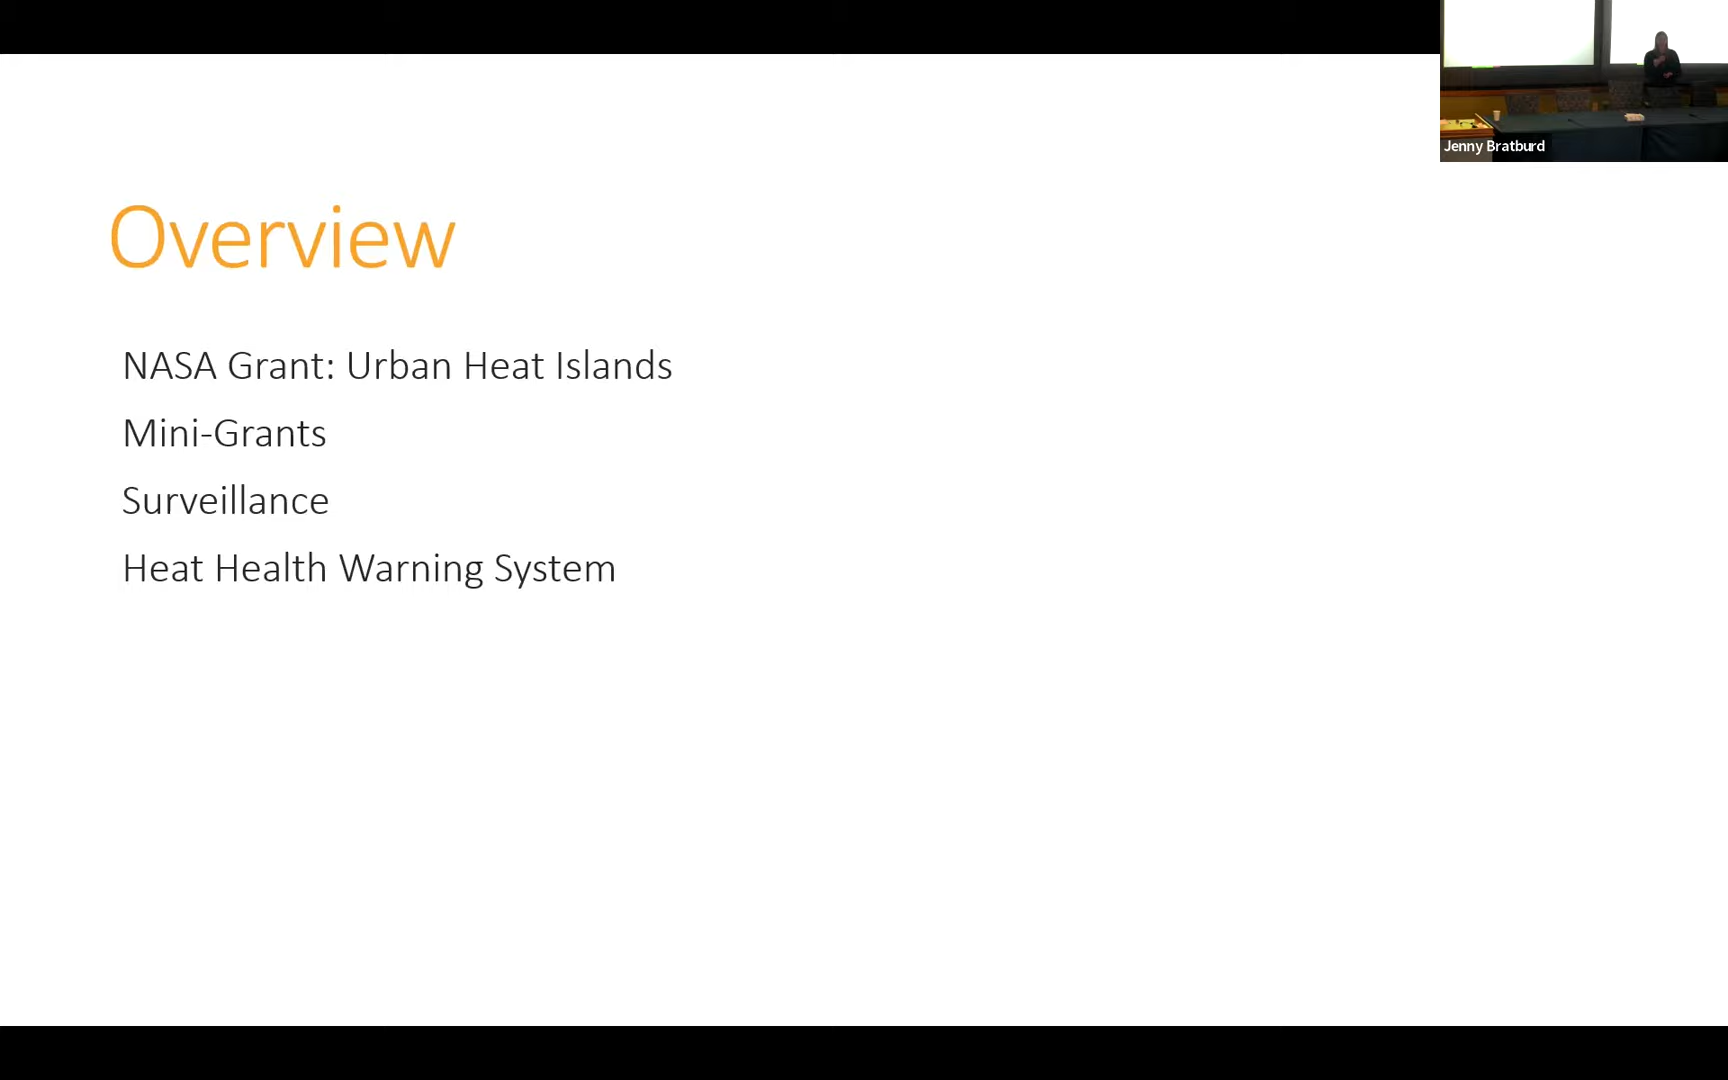 Jenny Bratburd
Overview
NASA Grant: Urban Heat Islands
Mini-Grants
Surveillance
Heat Health Warning System